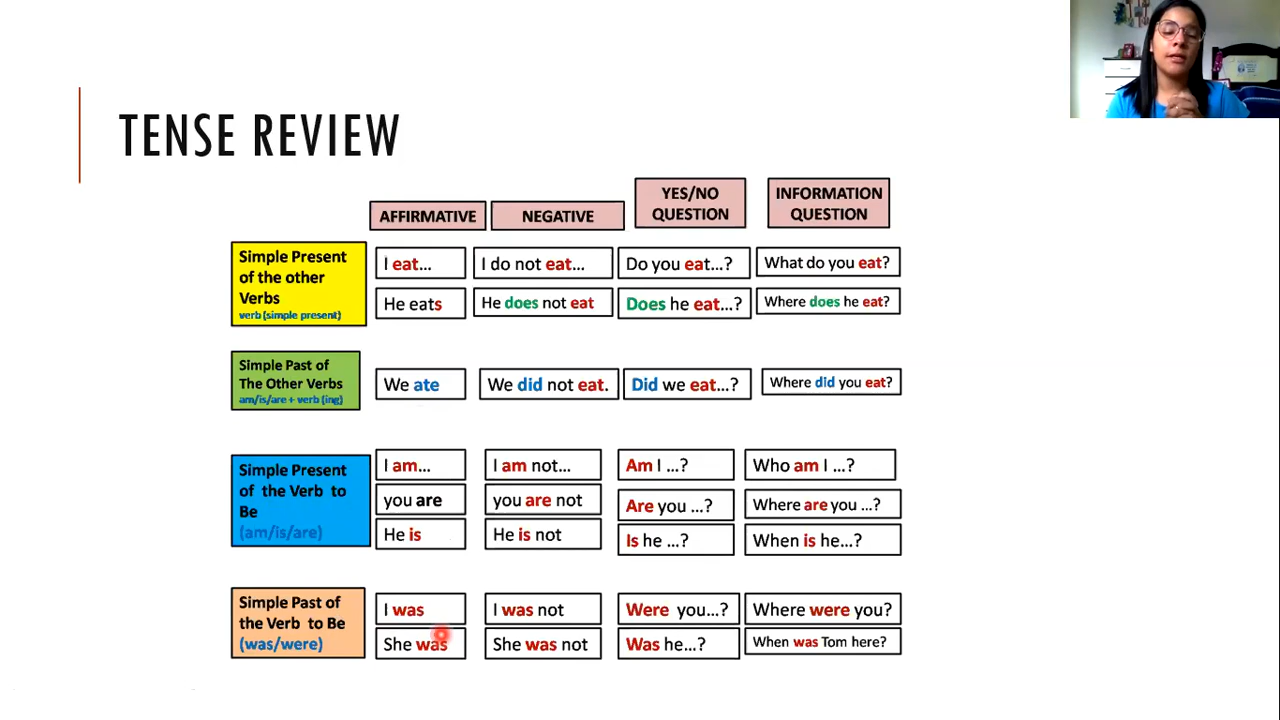 TENSE REVIEW
AFFIRMATIVE
NEGATIVE
YES/NO
QUESTION
INFORMATION
QUESTION
Simple Present
of the other
Verbs
verb (simple present)
I eat...
I do not eat...
Do you eat...?
What do you eat?
He eats
He does not eat
Does he eat...?
Where does he eat?
Simple Past of
The Other Verbs
am/is/are + verb (ing)
We ate
We did not eat.
Did we eat...?
Where did you eat?
Simple Present
of the Verb to
Be
(am/is/are)
I am...
I am not...
Am I ...?
Who am I ...?
you are
you are not
Are you ...?
Where are you ...?
He is
He is not
Is he ...?
When is he...?
Simple Past of
the Verb to Be
(was/were)
I was
I was not
Were you...?
Where were you?
She was
She was not
Was he...?
When was Tom here?